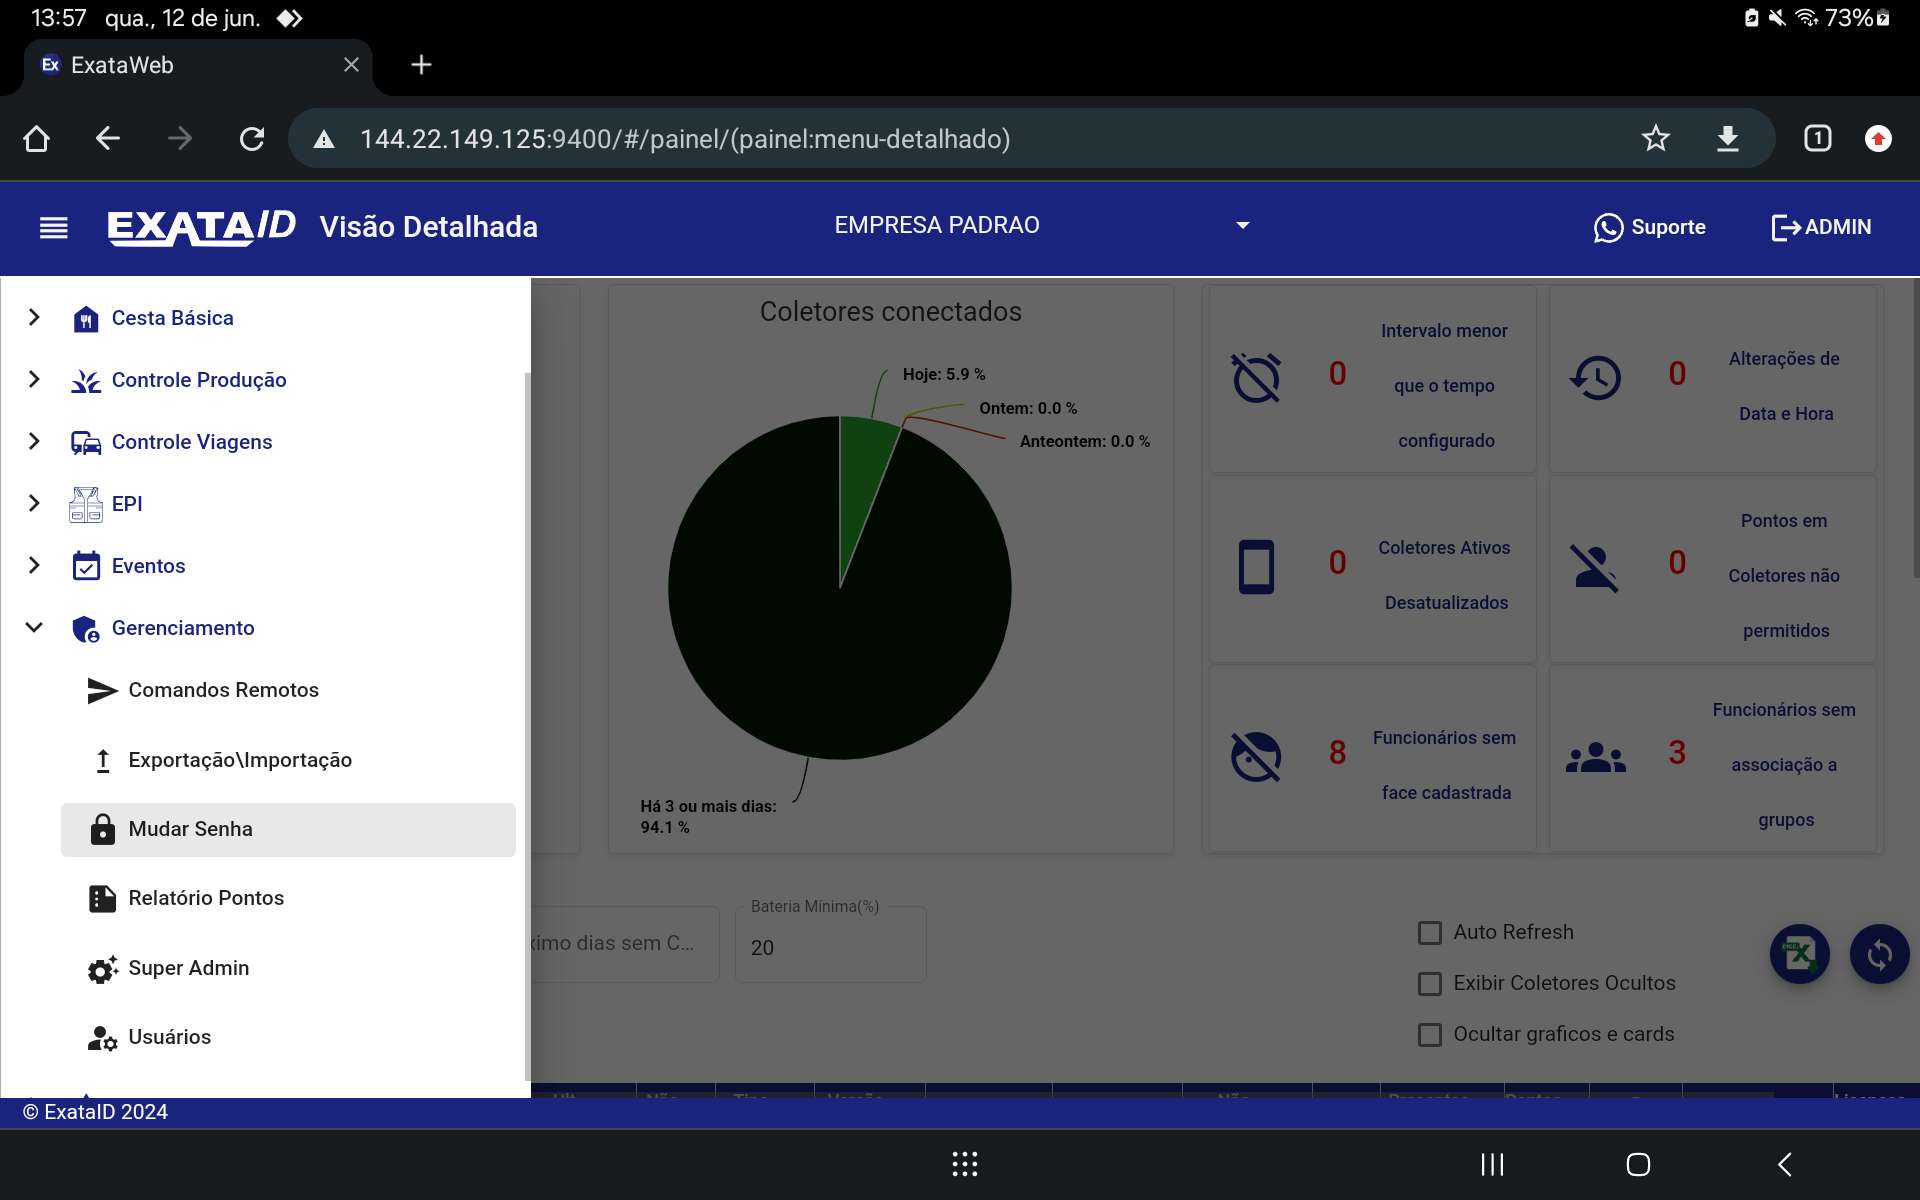 13:57 qua., 12 de jun.
73%
Ex ExataWeb
144.22.149.125:9400/#/painel/(painel:menu-detalhado)
1
EXATAID Visão Detalhada
EMPRESA PADRAO
Suporte
ADMIN
Cesta Básica
Controle Produção
Controle Viagens
EPI
Eventos
Gerenciamento
Comandos Remotos
Exportação\Importação
Mudar Senha
Relatório Pontos
Super Admin
Usuários
Coletores conectados
Hoje: 5.9 %
Ontem: 0.0 %
Anteontem: 0.0 %
Há 3 ou mais dias:
94.1 %
0
Intervalo menor
que o tempo
configurado
0
Alterações de
Data e Hora
0
Coletores Ativos
Desatualizados
0
Pontos em
Coletores não
permitidos
8
Funcionários sem
face cadastrada
3
Funcionários sem
associação a
grupos
dias sem C...
Bateria Mínima(%)
20
Auto Refresh
Exibir Coletores Ocultos
Ocultar graficos e cards
© ExataID 2024